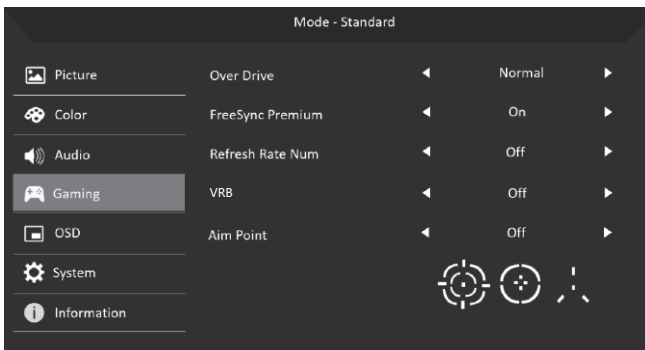 Mode - Standard
Picture
Over Drive Normal
Color
FreeSync Premium On
Audio
Refresh Rate Num Off
Gaming
VRB Off
OSD
Aim Point Off
System
Information